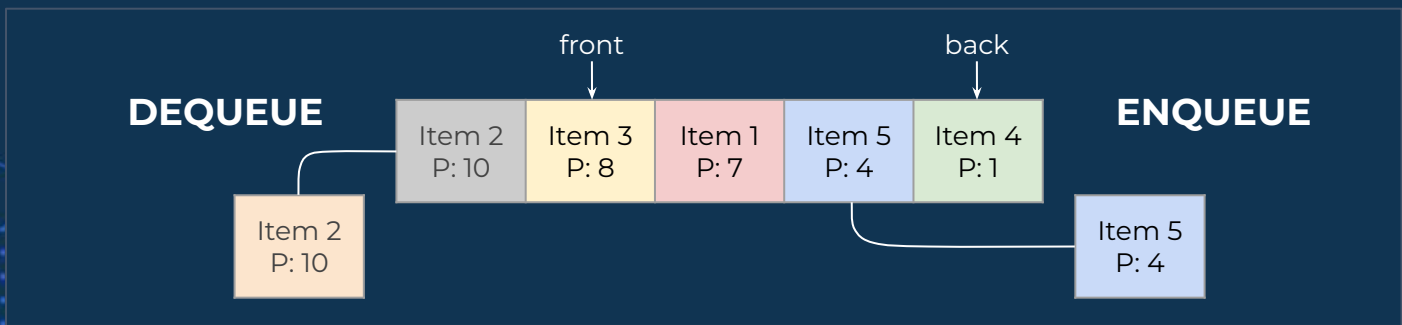 front
back
DEQUEUE
ENQUEUE
Item 2
P: 10
Item 3
P: 8
Item 1
P: 7
Item 5
P: 4
Item 4
P: 1
Item 2
P: 10
Item 5
P: 4